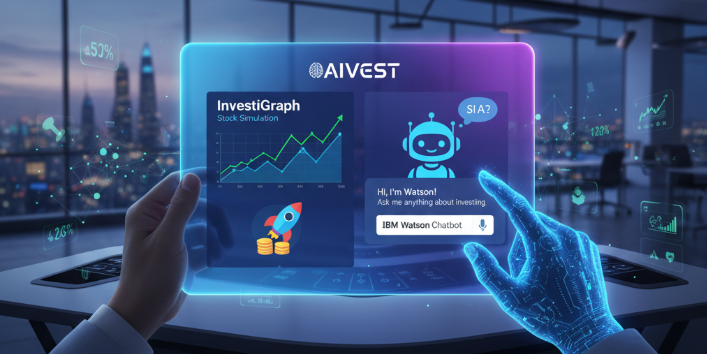 AIVEST
InvestiGraph
Stock Simulation
SIA?
Hi, I'm Watson!
Ask me anything about investing.
IBM Watson Chatbot